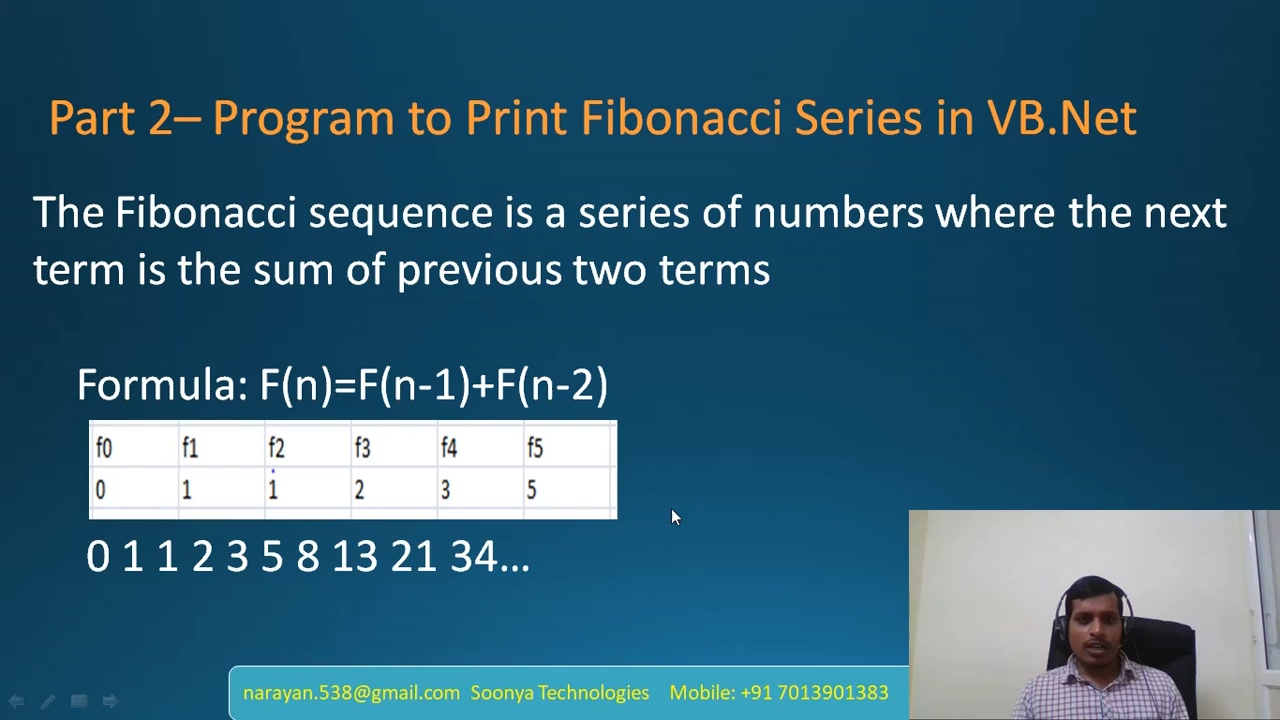 Part 2– Program to Print Fibonacci Series in VB.Net
The Fibonacci sequence is a series of numbers where the next
term is the sum of previous two terms
Formula: F(n)=F(n-1)+F(n-2)
f0 f1 f2 f3 f4 f5
0 1 1 2 3 5
0 1 1 2 3 5 8 13 21 34...
narayan.538@gmail.com Soonya Technologies Mobile: +91 7013901383